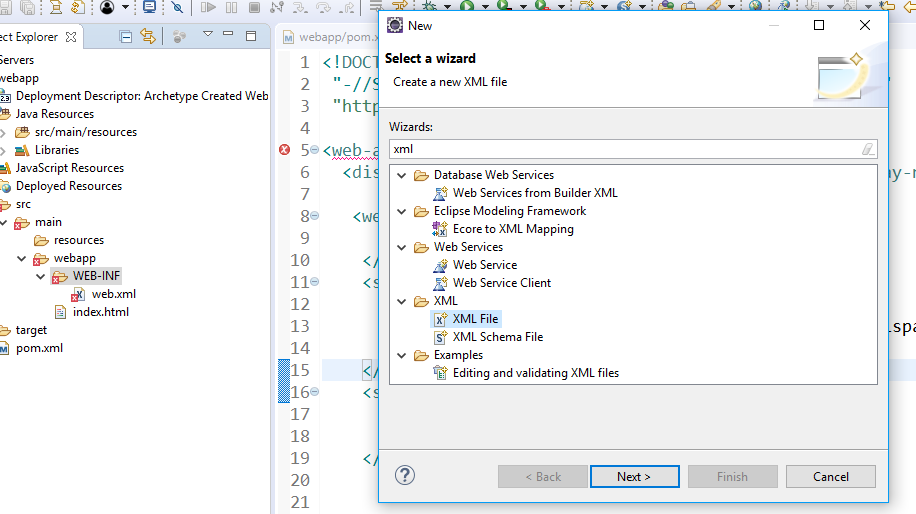 New
ect Explorer
webapp/pom.x
Select a wizard
Create a new XML file
Servers
webapp
Deployment Descriptor: Archetype Created Web
Java Resources
src/main/resources
Libraries
JavaScript Resources
Deployed Resources
src
main
resources
webapp
WEB-INF
web.xml
index.html
target
pom.xml
1 <!DOCT
2 "-//S
3 "http
4
5 <web-a
6 <dis
7
8 <we
9
10 </
11 <s
12
13
14
15 </
16 <s
17
18
19 </
20
21
ay-n
ispa
Wizards:
xml
Database Web Services
Web Services from Builder XML
Eclipse Modeling Framework
Ecore to XML Mapping
Web Services
Web Service
Web Service Client
XML
XML File
XML Schema File
Examples
Editing and validating XML files
?
< Back
Next >
Finish
Cancel